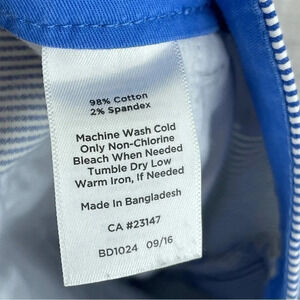 98% Cotton
2% Spandex
Machine Wash Cold
Only Non-Chlorine
Bleach When Needed
Tumble Dry Low
Warm Iron, If Needed
Made In Bangladesh
CA #23147
BD1024 09/16